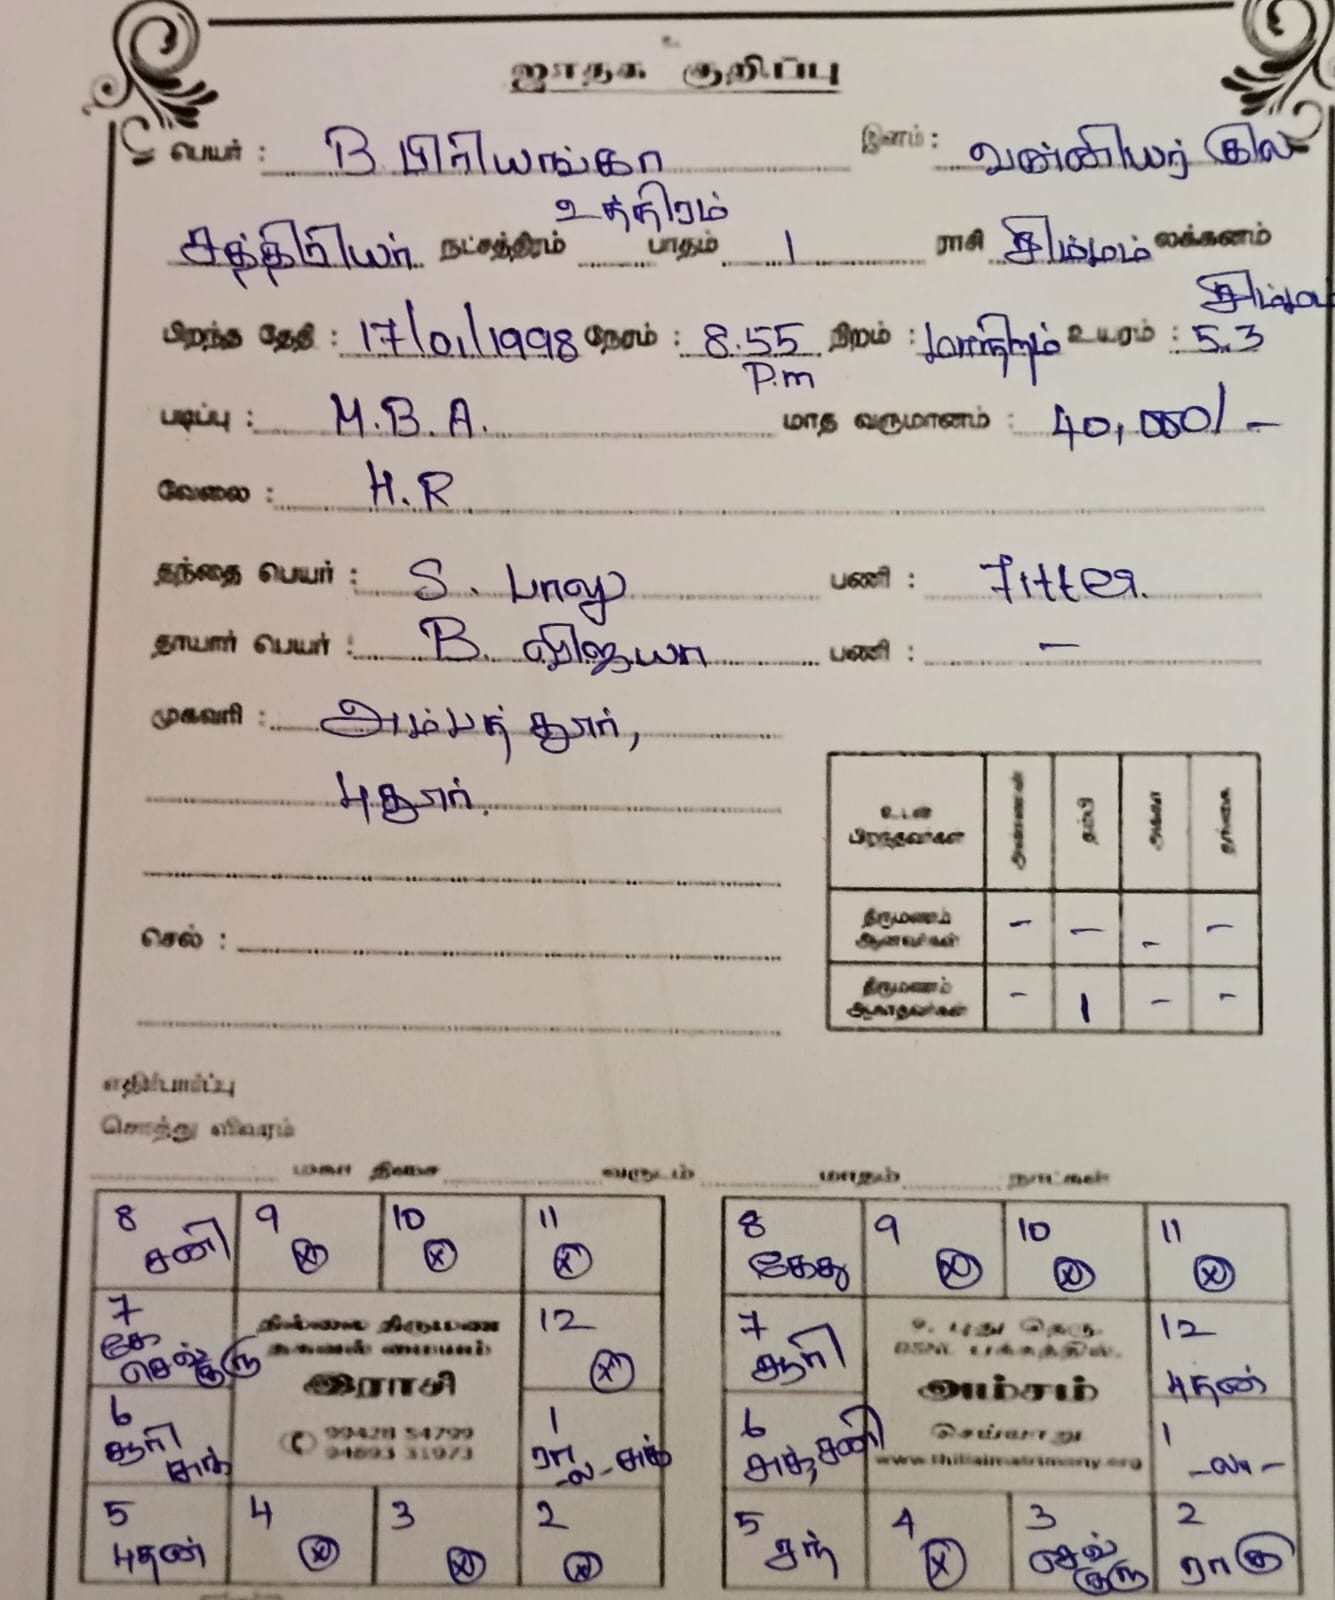 உ
ஜாதக குறிப்பு
பெயர் : B. பிரியங்கா இனம் : வன்னியர் குல
சத்திரியர் நட்சத்திரம் உத்திரம் பாதம் 1 ராசி சிம்மம் லக்கனம் சிம்மம்
பிறந்த தேதி : 17/01/1998 நேரம் : 8.55 P.m நிறம் : மாநிறம் உயரம் : 5.3
படிப்பு : M.B.A. மாத வருமானம் : 40,000/-
வேலை : H.R
தந்தை பெயர் : S. பாலு பணி : Fitter.
தாயார் பெயர் : B. விஜயா பணி : -
முகவரி : அம்பத்தூர்,
புதூர்.
உடன் பிறந்தவர்கள் அண்ணன் தம்பி அக்கா தங்கை
திருமணம் ஆனவர்கள் - - - -
திருமணம் ஆகாதவர்கள் - 1 - -
செல் :
எதிர்பார்ப்பு
சொத்து விவரம்
மகா திசை வருடம் மாதம் நாட்கள்
8 சனி 9 10 11
7 கே செவ் குரு 12
6 சூரி சுக்
1 ரா -ல- சந்
5 புதன் 4 3 2
தில்லை திருமண
தகவல் மையம்
இராசி
99428 54799
94893 31973
8 கேது 9 10 11
7 சூரி 12 புதன்
6 சுக், சனி 1 -ல-
5 சந் 4 3 செவ் குரு 2 ராகு
உ. புது தெரு,
BSNL பக்கத்தில்,
அம்சம்
செய்யாறு
www.thillaimatrimony.org